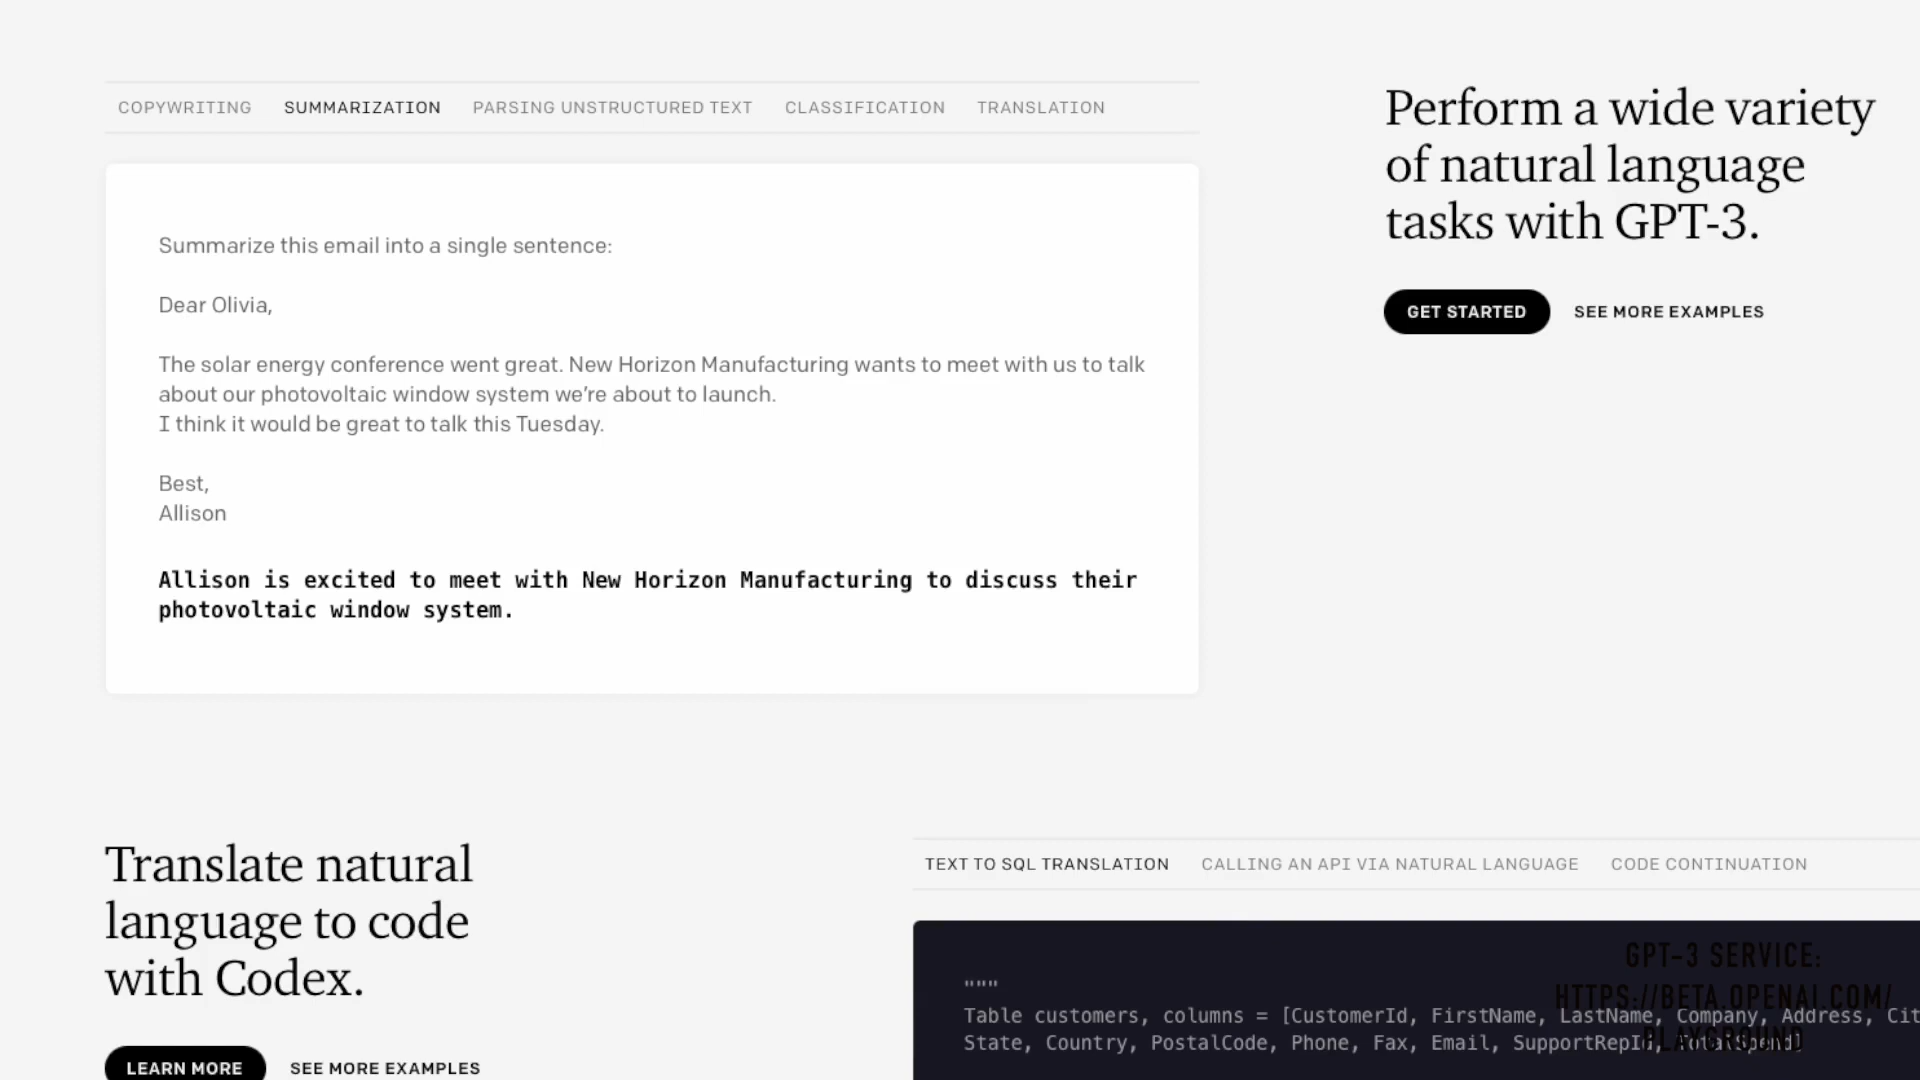 COPYWRITING SUMMARIZATION PARSING UNSTRUCTURED TEXT CLASSIFICATION TRANSLATION
Summarize this email into a single sentence:
Dear Olivia,
The solar energy conference went great. New Horizon Manufacturing wants to meet with us to talk
about our photovoltaic window system we’re about to launch.
I think it would be great to talk this Tuesday.
Best,
Allison
Allison is excited to meet with New Horizon Manufacturing to discuss their
photovoltaic window system.
Perform a wide variety
of natural language
tasks with GPT-3.
GET STARTED SEE MORE EXAMPLES
Translate natural
language to code
with Codex.
LEARN MORE SEE MORE EXAMPLES
TEXT TO SQL TRANSLATION CALLING AN API VIA NATURAL LANGUAGE CODE CONTINUATION
"""
Table customers, columns = [CustomerId, FirstName, LastName, Company, Address, Cit
State, Country, PostalCode, Phone, Fax, Email, SupportRepId, TotalSpend]
GPT-3 SERVICE:
HTTPS://BETA.OPENAI.COM/
PLAYGROUND